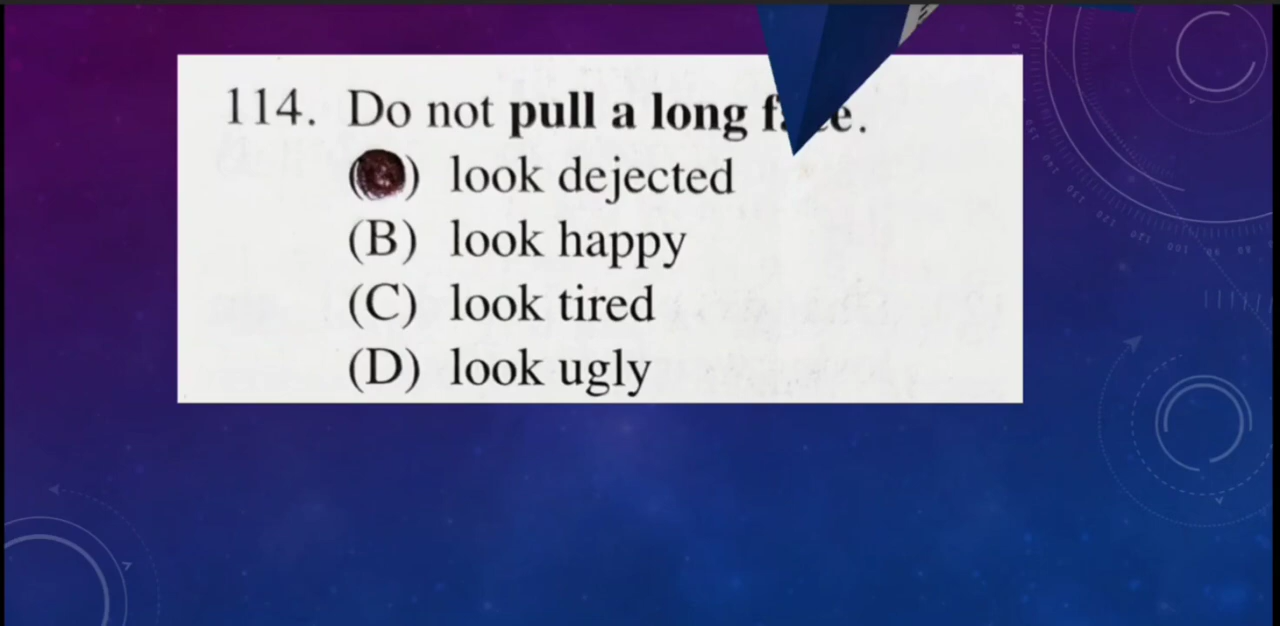 114. Do not pull a long
look dejected
(B) look happy
(C) look tired
(D) look ugly